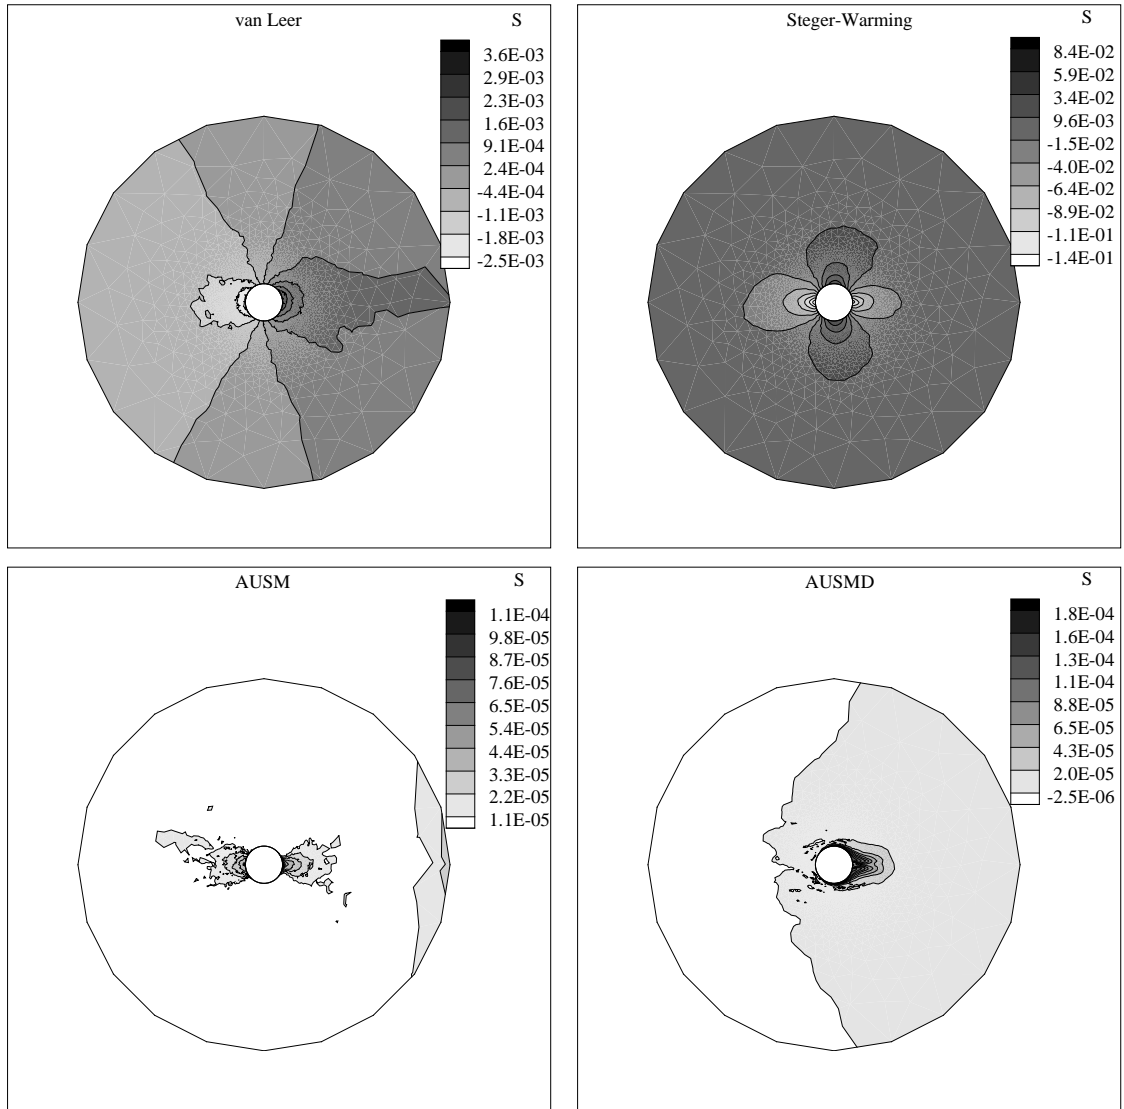 van Leer
S
3.6E-03
2.9E-03
2.3E-03
1.6E-03
9.1E-04
2.4E-04
-4.4E-04
-1.1E-03
-1.8E-03
-2.5E-03
Steger-Warming
S
8.4E-02
5.9E-02
3.4E-02
9.6E-03
-1.5E-02
-4.0E-02
-6.4E-02
-8.9E-02
-1.1E-01
-1.4E-01
AUSM
S
1.1E-04
9.8E-05
8.7E-05
7.6E-05
6.5E-05
5.4E-05
4.4E-05
3.3E-05
2.2E-05
1.1E-05
AUSMD
S
1.8E-04
1.6E-04
1.3E-04
1.1E-04
8.8E-05
6.5E-05
4.3E-05
2.0E-05
-2.5E-06